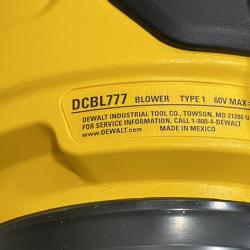 DCBL777 BLOWER TYPE 1 60V MAX
DEWALT INDUSTRIAL TOOL CO., TOWSON, MD 21286 U
FOR SERVICE INFORMATION, CALL 1-800-4-DEWALT
www.DEWALT.com MADE IN MEXICO